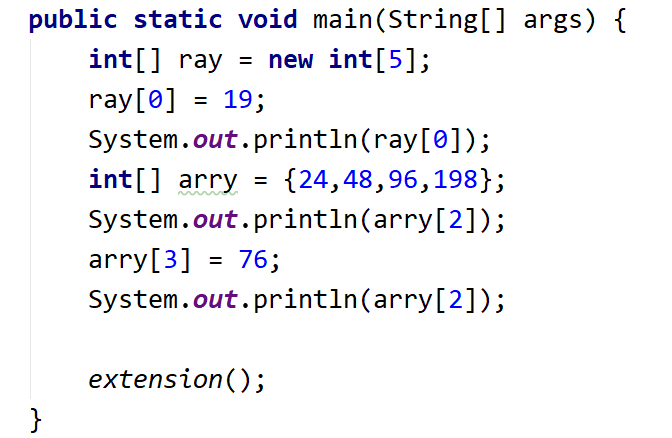 public static void main(String[] args) {
    int[] ray = new int[5];
    ray[0] = 19;
    System.out.println(ray[0]);
    int[] arry = {24,48,96,198};
    System.out.println(arry[2]);
    arry[3] = 76;
    System.out.println(arry[2]);
    extension();
}